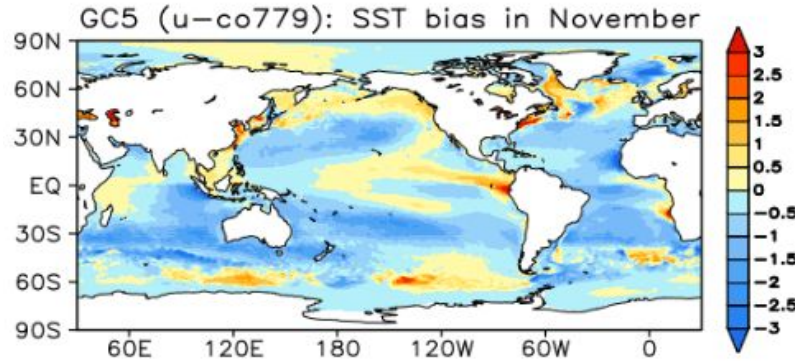 GC5 (u-co779): SST bias in November
90N
60N
30N
EQ
30S
60S
90S
60E 120E 180 120W 60W 0
3
2.5
2
1.5
1
0.5
0
-0.5
-1
-1.5
-2
-2.5
-3